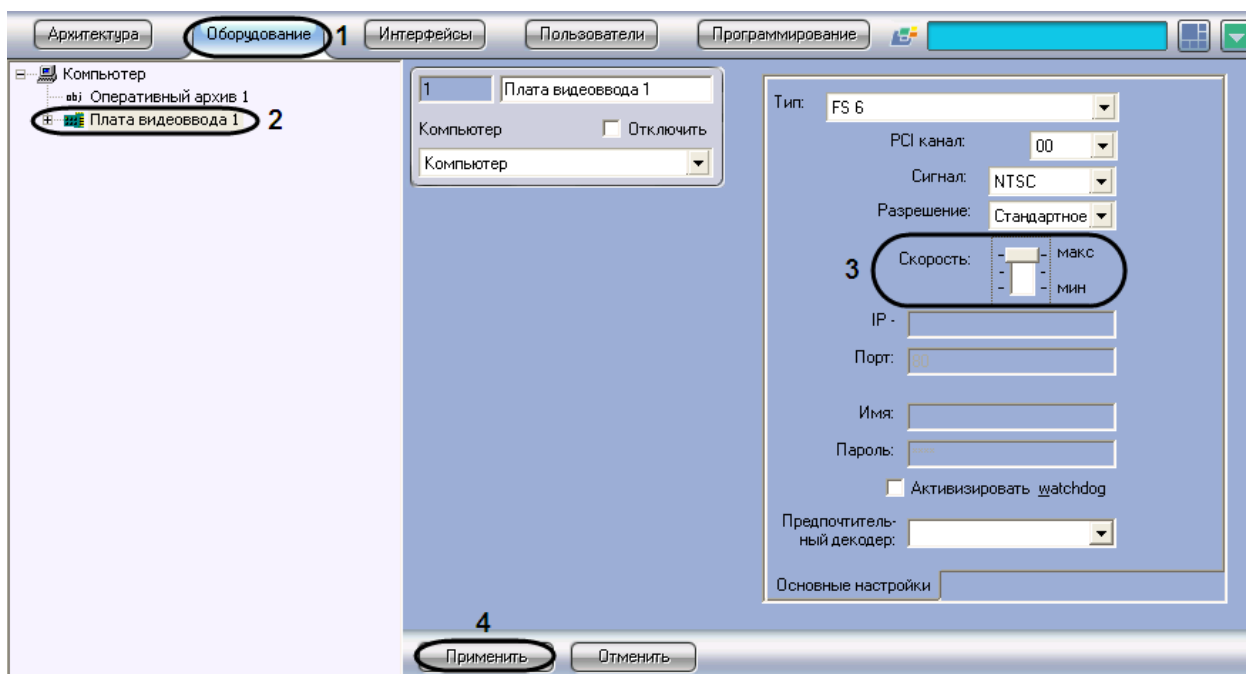 Архитектура Оборудование 1 Интерфейсы Пользователи Программирование
Компьютер
obj Оперативный архив 1
Плата видеоввода 1 2
1 Плата видеоввода 1
Компьютер Отключить
Компьютер
Тип: FS 6
PCI канал: 00
Сигнал: NTSC
Разрешение: Стандартное
3 Скорость: макс
мин
IP -
Порт: 80
Имя:
Пароль:
Активизировать watchdog
Предпочтитель-
ный декодер:
Основные настройки
4
Применить Отменить